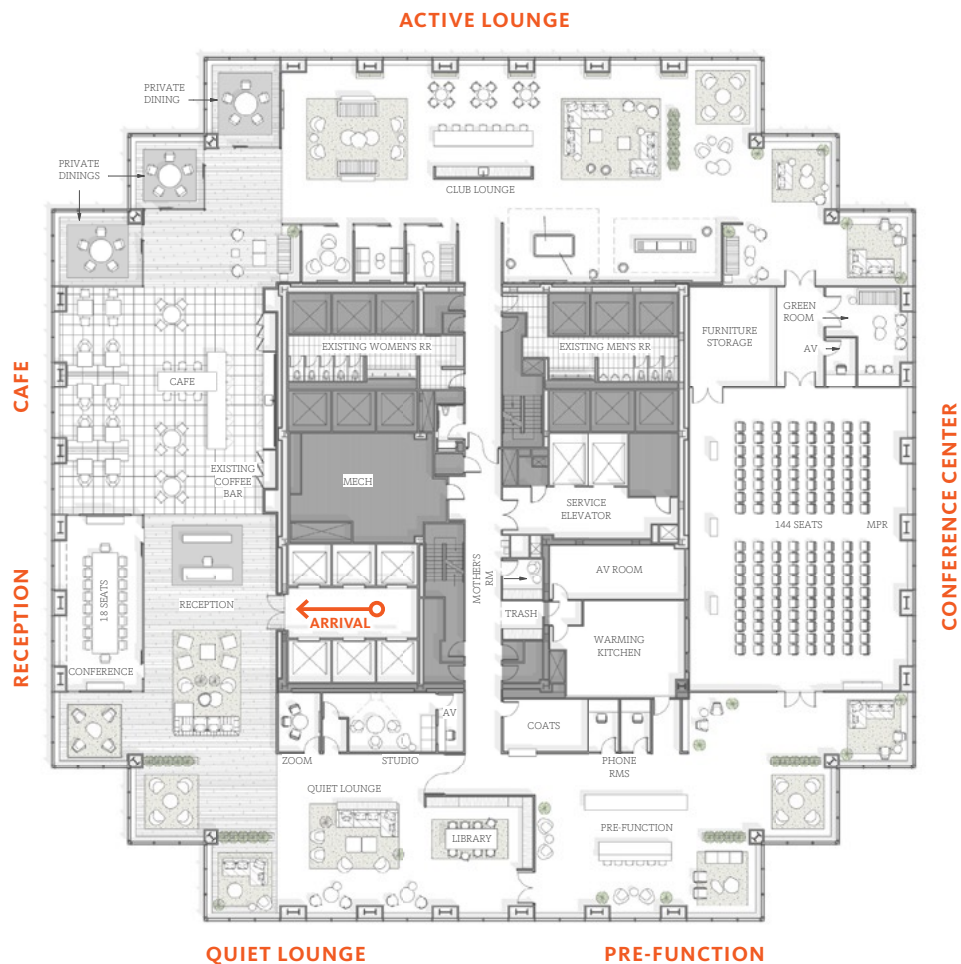 ACTIVE LOUNGE
PRIVATE
DINING
PRIVATE
DININGS
CLUB LOUNGE
GREEN
ROOM
FURNITURE
STORAGE
AV
EXISTING WOMEN'S RR
EXISTING MEN'S RR
CAFE
CAFE
EXISTING
COFFEE
BAR
MECH
SERVICE
ELEVATOR
144 SEATS
MPR
CONFERENCE CENTER
RECEPTION
18 SEATS
CONFERENCE
RECEPTION
ARRIVAL
MOTHER'S
RM
AV ROOM
TRASH
WARMING
KITCHEN
AV
COATS
ZOOM
STUDIO
PHONE
RMS
QUIET LOUNGE
LIBRARY
PRE-FUNCTION
QUIET LOUNGE
PRE-FUNCTION